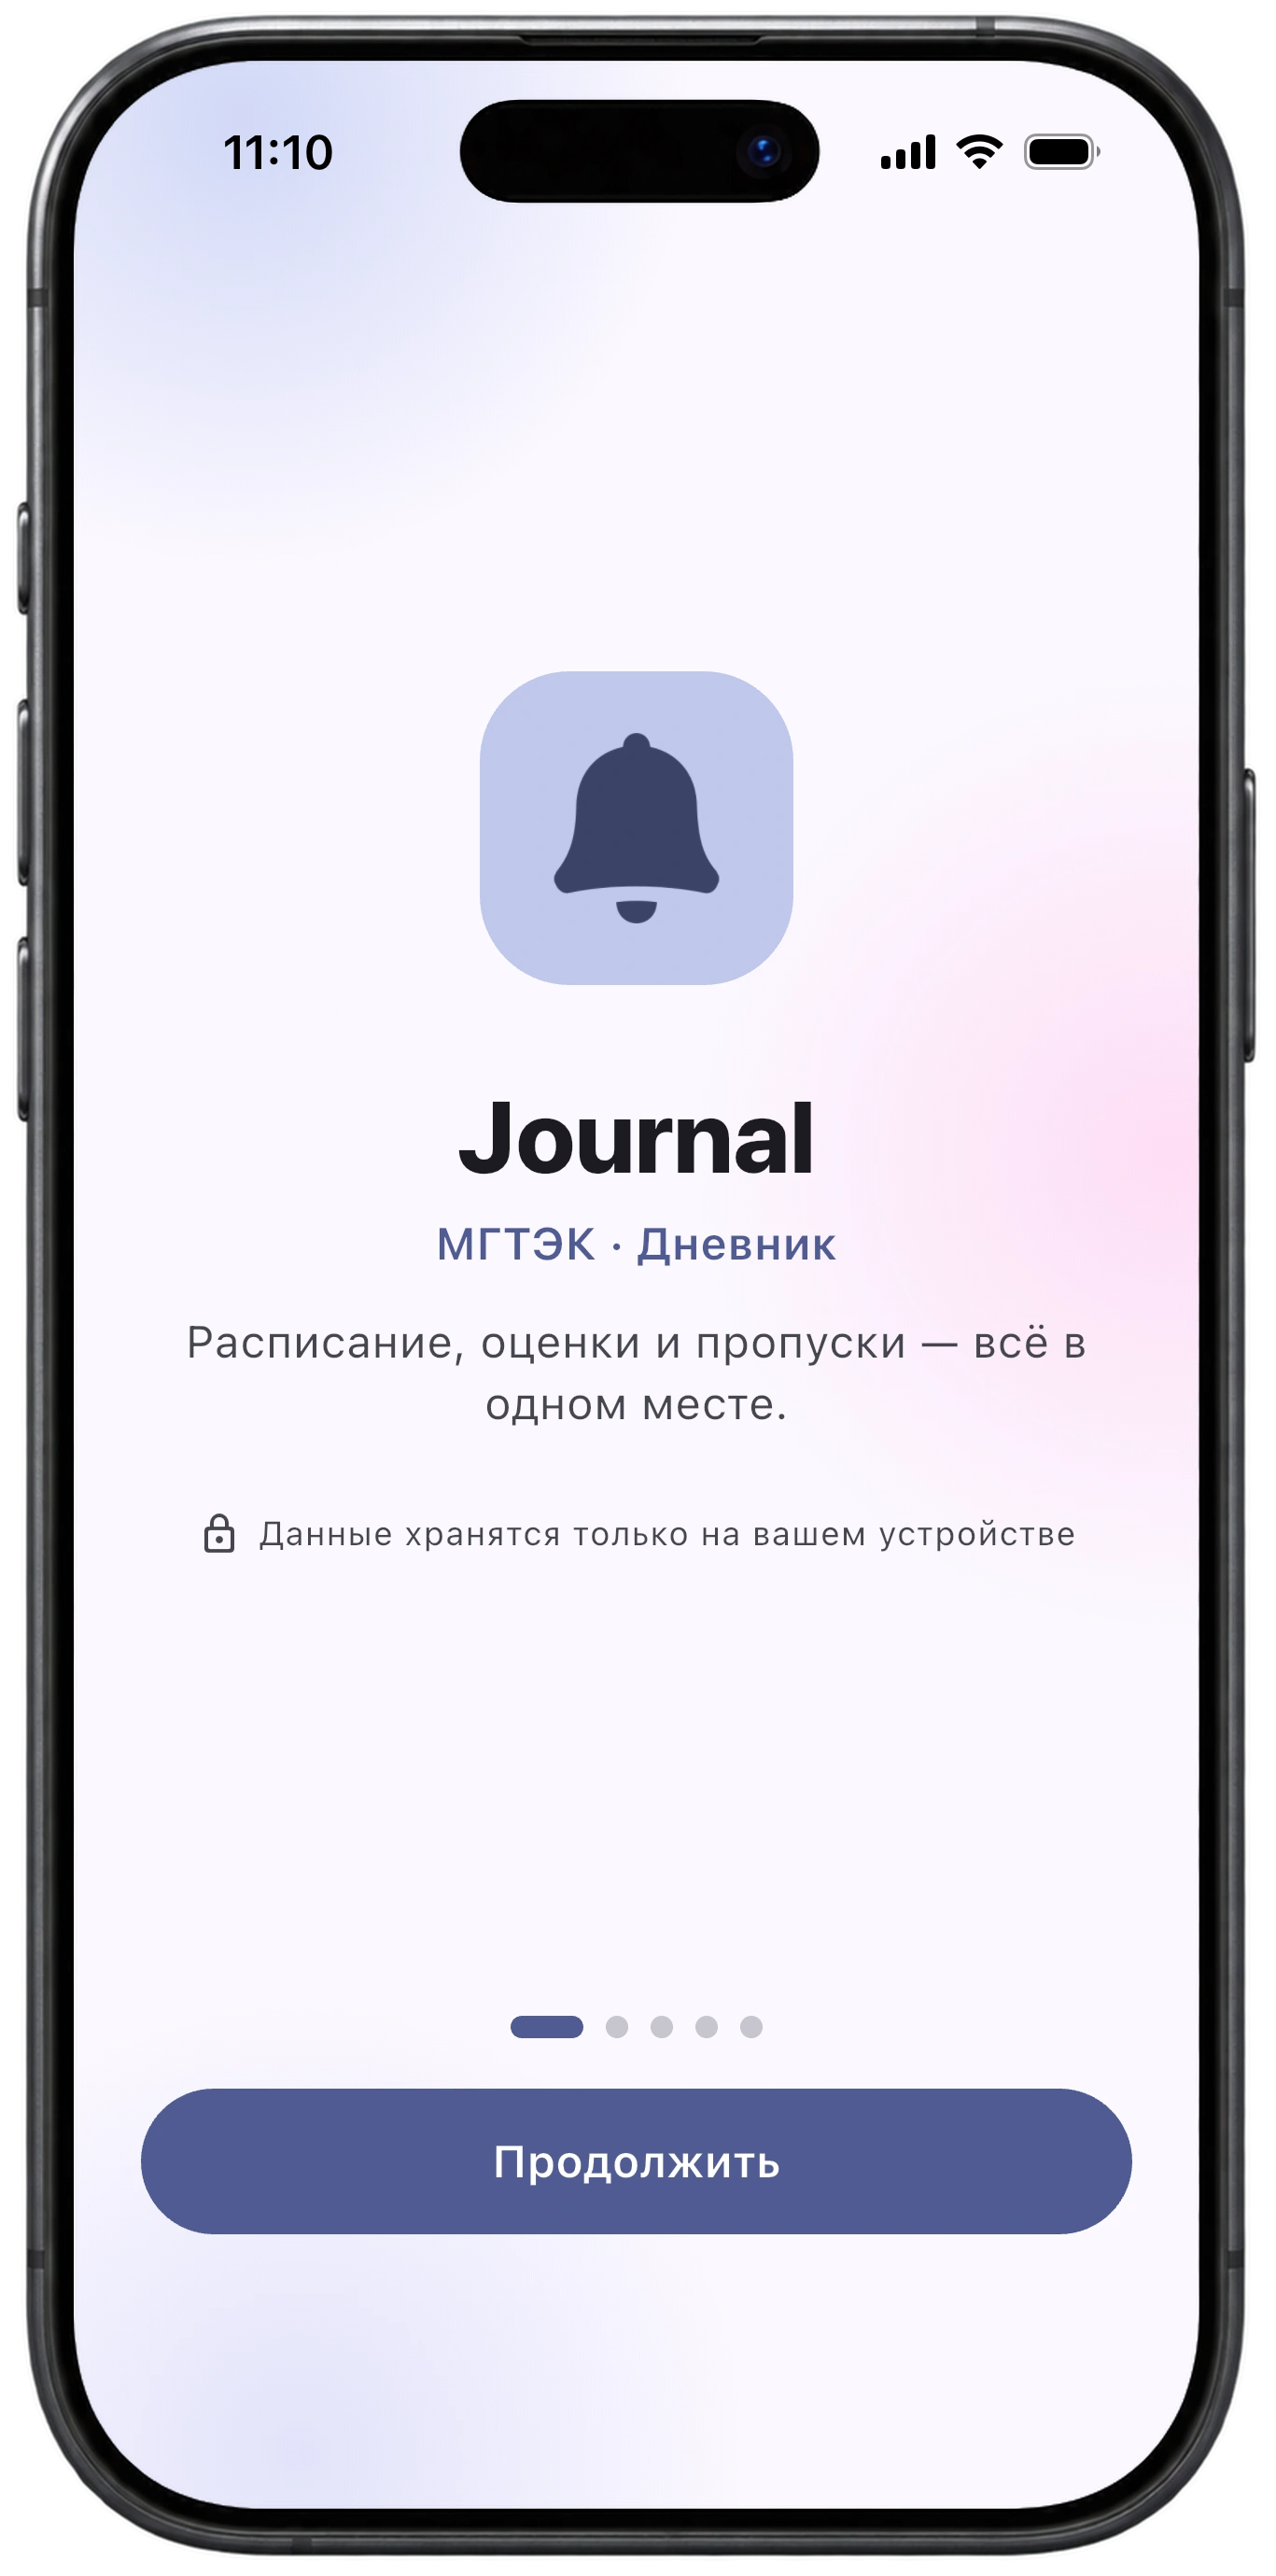 11:10
Journal
МГТЭК · Дневник
Расписание, оценки и пропуски — всё в
одном месте.
Данные хранятся только на вашем устройстве
Продолжить